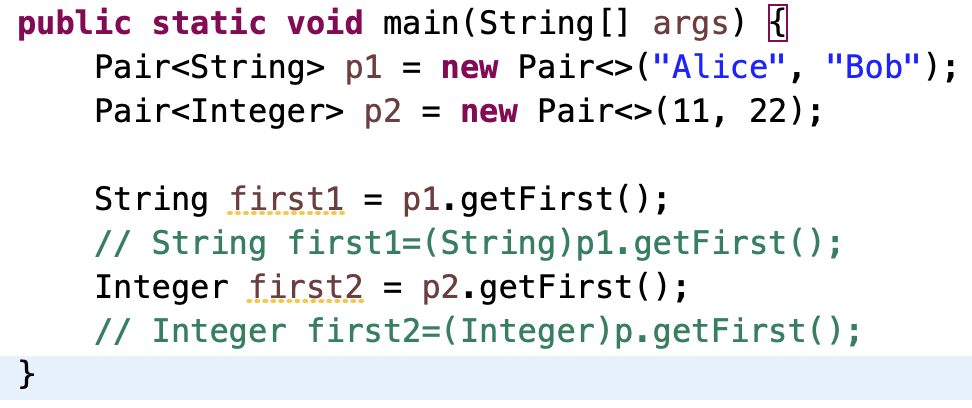 public static void main(String[] args) {
    Pair<String> p1 = new Pair<>("Alice", "Bob");
    Pair<Integer> p2 = new Pair<>(11, 22);

    String first1 = p1.getFirst();
    // String first1=(String)p1.getFirst();
    Integer first2 = p2.getFirst();
    // Integer first2=(Integer)p.getFirst();
}